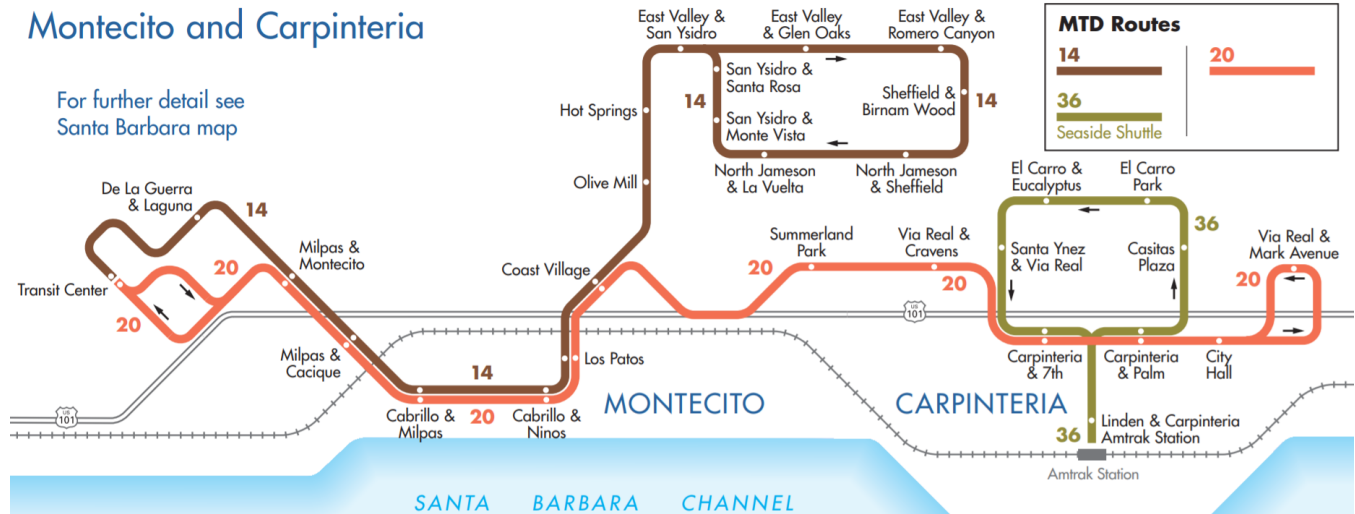 Montecito and Carpinteria
For further detail see
Santa Barbara map
MTD Routes
14
20
36
Seaside Shuttle
East Valley &
San Ysidro
East Valley
& Glen Oaks
East Valley &
Romero Canyon
San Ysidro &
Santa Rosa
14
San Ysidro &
Monte Vista
Sheffield &
Birnam Wood
14
Hot Springs
North Jameson
& La Vuelta
North Jameson
& Sheffield
Olive Mill
De La Guerra
& Laguna
14
Milpas &
Montecito
Transit Center
20
20
Coast Village
Summerland
Park
Via Real &
Cravens
20
20
El Carro &
Eucalyptus
El Carro
Park
36
Santa Ynez
& Via Real
Casitas
Plaza
Via Real &
Mark Avenue
20
US
101
Milpas &
Cacique
14
Los Patos
Carpinteria
& 7th
Carpinteria
& Palm
City
Hall
US
101
Cabrillo &
Milpas
20
Cabrillo &
Ninos
MONTECITO
CARPINTERIA
Linden & Carpinteria
Amtrak Station
36
Amtrak Station
SANTA BARBARA CHANNEL